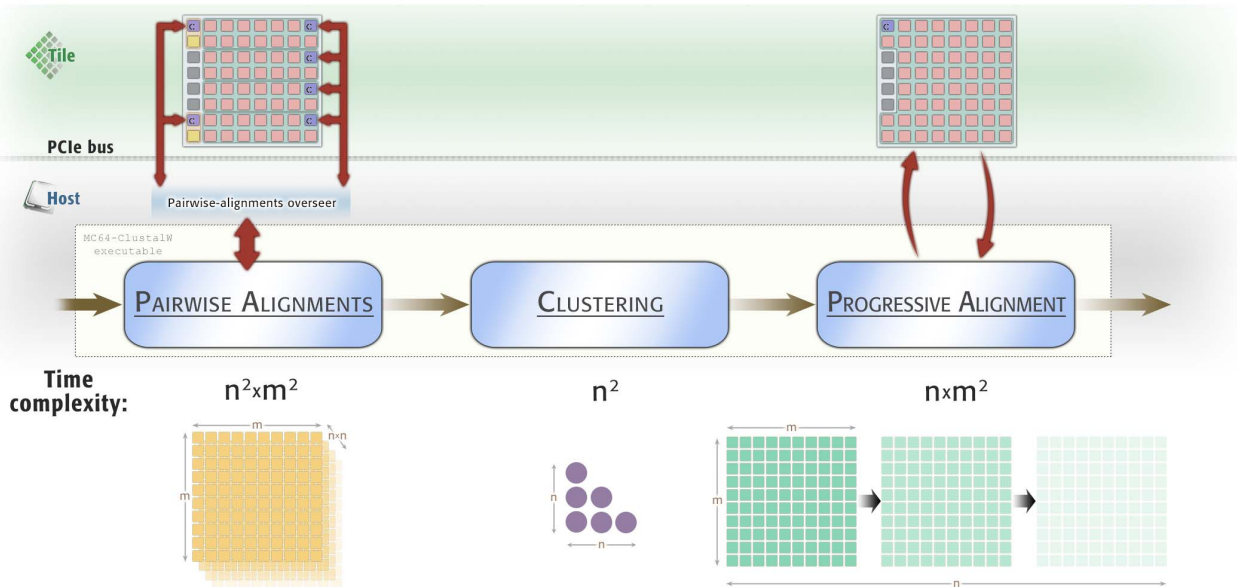 C
C
C
C
C
C
C
Tile
PCIe bus
Host
Pairwise-alignments overseer
MC64-ClustalW
executable
PAIRWISE ALIGNMENTS
CLUSTERING
PROGRESSIVE ALIGNMENT
Time
complexity:
n²xm²
n²
nxm²
m
nxn
m
n
n
m
m
n